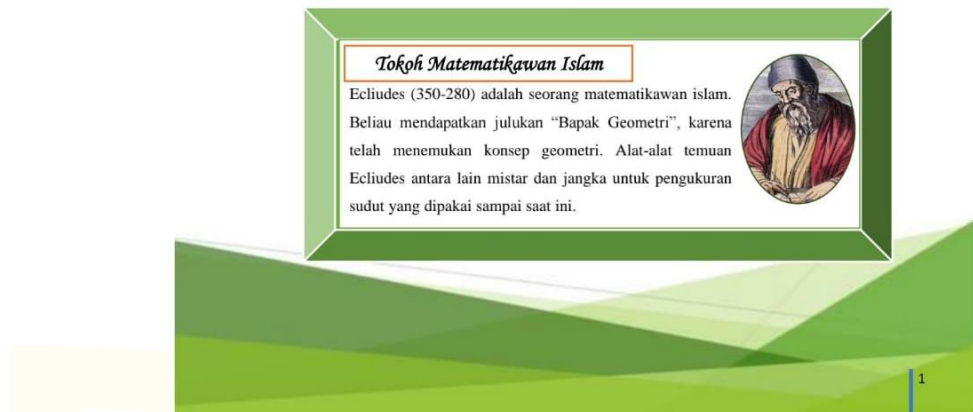 Tokoh Matematikawan Islam
Ecliudes (350-280) adalah seorang matematikawan islam.
Beliau mendapatkan julukan “Bapak Geometri”, karena
telah menemukan konsep geometri. Alat-alat temuan
Ecliudes antara lain mistar dan jangka untuk pengukuran
sudut yang dipakai sampai saat ini.
1